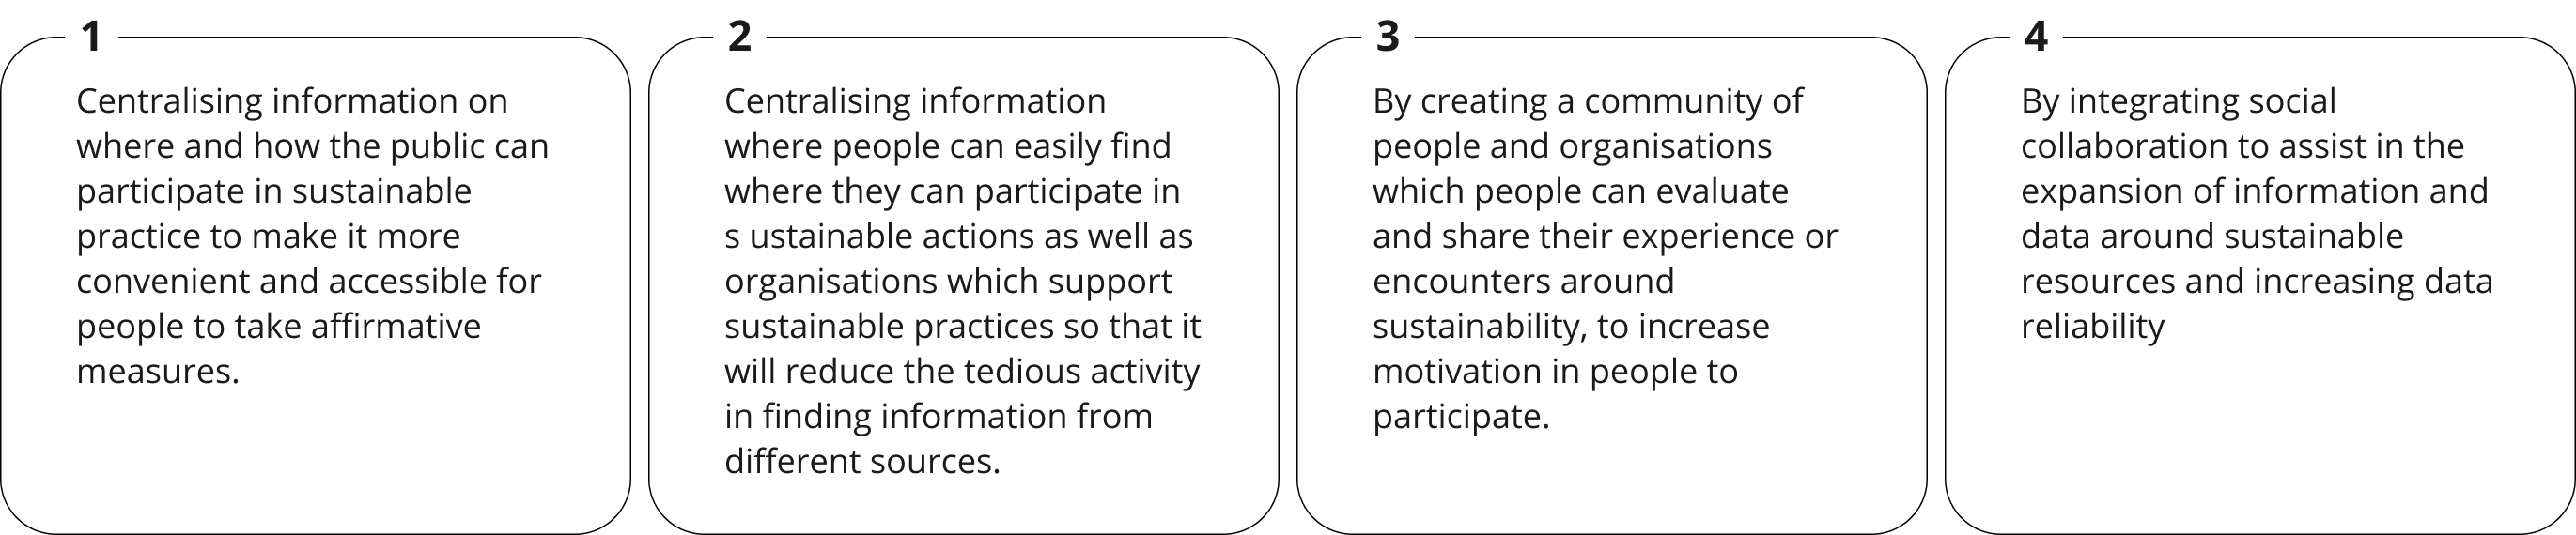 1
Centralising information on
where and how the public can
participate in sustainable
practice to make it more
convenient and accessible for
people to take affirmative
measures.
2
Centralising information
where people can easily find
where they can participate in
s ustainable actions as well as
organisations which support
sustainable practices so that it
will reduce the tedious activity
in finding information from
different sources.
3
By creating a community of
people and organisations
which people can evaluate
and share their experience or
encounters around
sustainability, to increase
motivation in people to
participate.
4
By integrating social
collaboration to assist in the
expansion of information and
data around sustainable
resources and increasing data
reliability